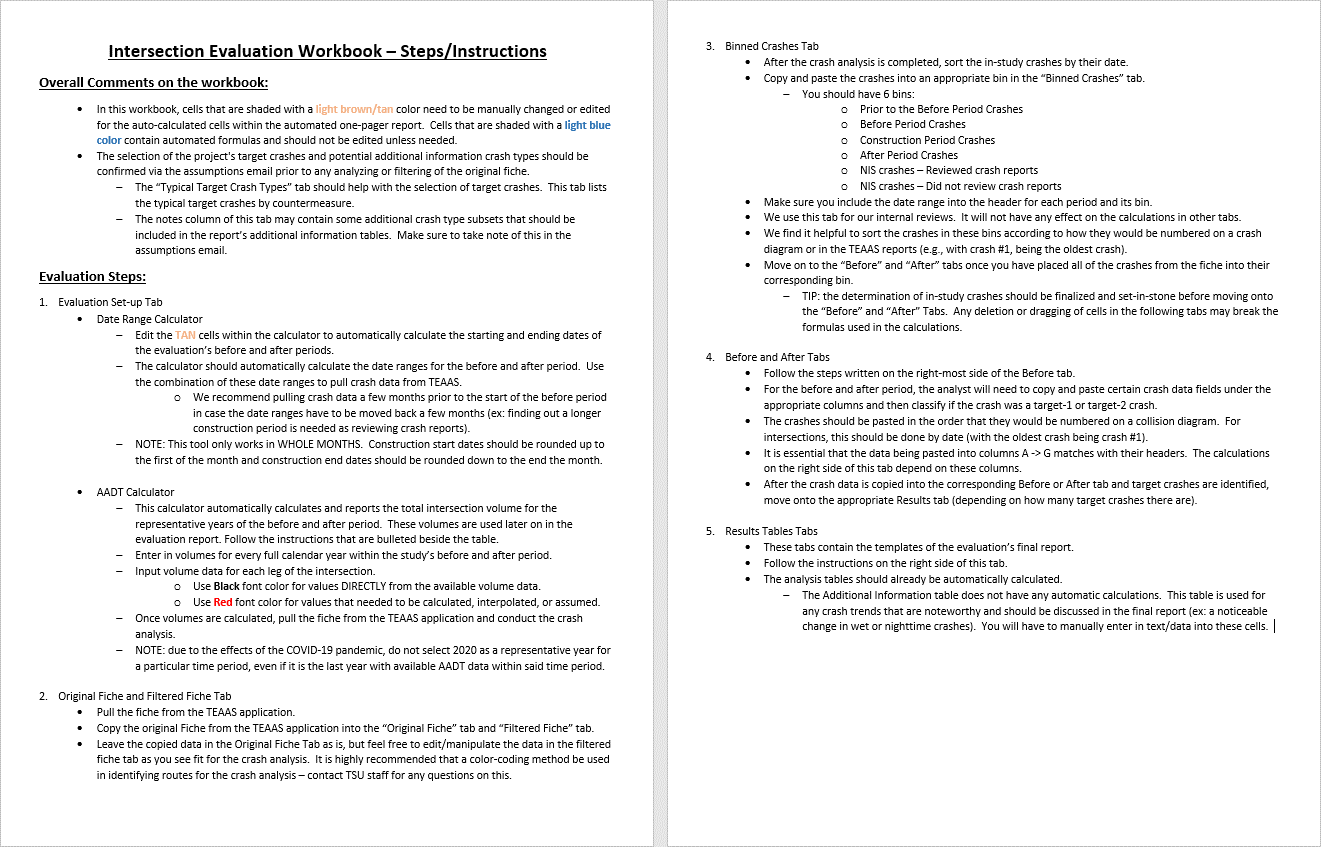 Intersection Evaluation Workbook – Steps/Instructions
Overall Comments on the workbook:
• In this workbook, cells that are shaded with a light brown/tan color need to be manually changed or edited
for the auto-calculated cells within the automated one-pager report. Cells that are shaded with a light blue
color contain automated formulas and should not be edited unless needed.
• The selection of the project's target crashes and potential additional information crash types should be
confirmed via the assumptions email prior to any analyzing or filtering of the original fiche.
– The “Typical Target Crash Types” tab should help with the selection of target crashes. This tab lists
the typical target crashes by countermeasure.
– The notes column of this tab may contain some additional crash type subsets that should be
included in the report’s additional information tables. Make sure to take note of this in the
assumptions email.
Evaluation Steps:
1. Evaluation Set-up Tab
• Date Range Calculator
– Edit the TAN cells within the calculator to automatically calculate the starting and ending dates of
the evaluation’s before and after periods.
– The calculator should automatically calculate the date ranges for the before and after period. Use
the combination of these date ranges to pull crash data from TEAAS.
o We recommend pulling crash data a few months prior to the start of the before period
in case the date ranges have to be moved back a few months (ex: finding out a longer
construction period is needed as reviewing crash reports).
– NOTE: This tool only works in WHOLE MONTHS. Construction start dates should be rounded up to
the first of the month and construction end dates should be rounded down to the end the month.
• AADT Calculator
– This calculator automatically calculates and reports the total intersection volume for the
representative years of the before and after period. These volumes are used later on in the
evaluation report. Follow the instructions that are bulleted beside the table.
– Enter in volumes for every full calendar year within the study’s before and after period.
– Input volume data for each leg of the intersection.
o Use Black font color for values DIRECTLY from the available volume data.
o Use Red font color for values that needed to be calculated, interpolated, or assumed.
– Once volumes are calculated, pull the fiche from the TEAAS application and conduct the crash
analysis.
– NOTE: due to the effects of the COVID-19 pandemic, do not select 2020 as a representative year for
a particular time period, even if it is the last year with available AADT data within said time period.
2. Original Fiche and Filtered Fiche Tab
• Pull the fiche from the TEAAS application.
• Copy the original Fiche from the TEAAS application into the “Original Fiche” tab and “Filtered Fiche” tab.
• Leave the copied data in the Original Fiche Tab as is, but feel free to edit/manipulate the data in the filtered
fiche tab as you see fit for the crash analysis. It is highly recommended that a color-coding method be used
in identifying routes for the crash analysis – contact TSU staff for any questions on this.
3. Binned Crashes Tab
• After the crash analysis is completed, sort the in-study crashes by their date.
• Copy and paste the crashes into an appropriate bin in the “Binned Crashes” tab.
– You should have 6 bins:
o Prior to the Before Period Crashes
o Before Period Crashes
o Construction Period Crashes
o After Period Crashes
o NIS crashes – Reviewed crash reports
o NIS crashes – Did not review crash reports
• Make sure you include the date range into the header for each period and its bin.
• We use this tab for our internal reviews. It will not have any effect on the calculations in other tabs.
• We find it helpful to sort the crashes in these bins according to how they would be numbered on a crash
diagram or in the TEAAS reports (e.g., with crash #1, being the oldest crash).
• Move on to the “Before” and “After” tabs once you have placed all of the crashes from the fiche into their
corresponding bin.
– TIP: the determination of in-study crashes should be finalized and set-in-stone before moving onto
the “Before” and “After” Tabs. Any deletion or dragging of cells in the following tabs may break the
formulas used in the calculations.
4. Before and After Tabs
• Follow the steps written on the right-most side of the Before tab.
• For the before and after period, the analyst will need to copy and paste certain crash data fields under the
appropriate columns and then classify if the crash was a target-1 or target-2 crash.
• The crashes should be pasted in the order that they would be numbered on a collision diagram. For
intersections, this should be done by date (with the oldest crash being crash #1).
• It is essential that the data being pasted into columns A -> G matches with their headers. The calculations
on the right side of this tab depend on these columns.
• After the crash data is copied into the corresponding Before or After tab and target crashes are identified,
move onto the appropriate Results tab (depending on how many target crashes there are).
5. Results Tables Tabs
• These tabs contain the templates of the evaluation’s final report.
• Follow the instructions on the right side of this tab.
• The analysis tables should already be automatically calculated.
– The Additional Information table does not have any automatic calculations. This table is used for
any crash trends that are noteworthy and should be discussed in the final report (ex: a noticeable
change in wet or nighttime crashes). You will have to manually enter in text/data into these cells.